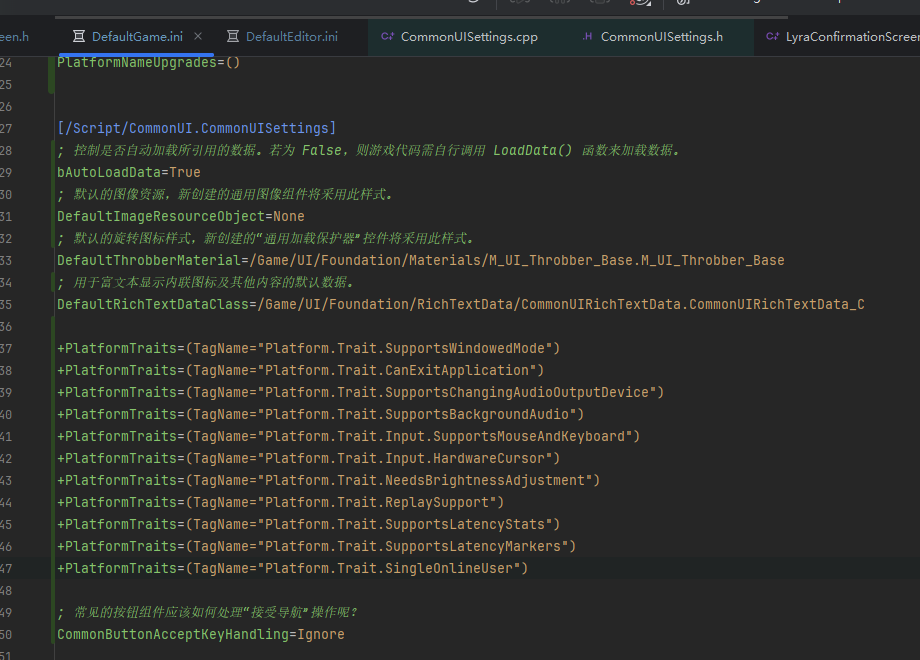 een.h
DefaultGame.ini
DefaultEditor.ini
C+ CommonUISettings.cpp
.H CommonUISettings.h
C+ LyraConfirmationScreen
24 PlatformNameUpgrades=()
25
26
27 [/Script/CommonUI.CommonUISettings]
28 ; 控制是否自动加载所引用的数据。若为 False，则游戏代码需自行调用 LoadData() 函数来加载数据。
29 bAutoLoadData=True
30 ; 默认的图像资源，新创建的通用图像组件将采用此样式。
31 DefaultImageResourceObject=None
32 ; 默认的旋转图标样式，新创建的“通用加载保护器”控件将采用此样式。
33 DefaultThrobberMaterial=/Game/UI/Foundation/Materials/M_UI_Throbber_Base.M_UI_Throbber_Base
34 ; 用于富文本显示内联图标及其他内容的默认数据。
35 DefaultRichTextDataClass=/Game/UI/Foundation/RichTextData/CommonUIRichTextData.CommonUIRichTextData_C
36
37 +PlatformTraits=(TagName="Platform.Trait.SupportsWindowedMode")
38 +PlatformTraits=(TagName="Platform.Trait.CanExitApplication")
39 +PlatformTraits=(TagName="Platform.Trait.SupportsChangingAudioOutputDevice")
40 +PlatformTraits=(TagName="Platform.Trait.SupportsBackgroundAudio")
41 +PlatformTraits=(TagName="Platform.Trait.Input.SupportsMouseAndKeyboard")
42 +PlatformTraits=(TagName="Platform.Trait.Input.HardwareCursor")
43 +PlatformTraits=(TagName="Platform.Trait.NeedsBrightnessAdjustment")
44 +PlatformTraits=(TagName="Platform.Trait.ReplaySupport")
45 +PlatformTraits=(TagName="Platform.Trait.SupportsLatencyStats")
46 +PlatformTraits=(TagName="Platform.Trait.SupportsLatencyMarkers")
47 +PlatformTraits=(TagName="Platform.Trait.SingleOnlineUser")
48
49 ; 常见的按钮组件应该如何处理“接受导航”操作呢？
50 CommonButtonAcceptKeyHandling=Ignore
51